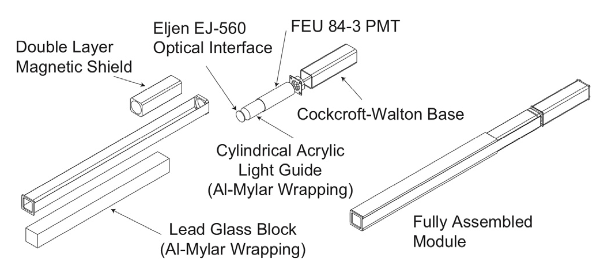 Eljen EJ-560
Optical Interface
FEU 84-3 PMT
Double Layer
Magnetic Shield
Cockcroft-Walton Base
Cylindrical Acrylic
Light Guide
(Al-Mylar Wrapping)
Lead Glass Block
(Al-Mylar Wrapping)
Fully Assembled
Module